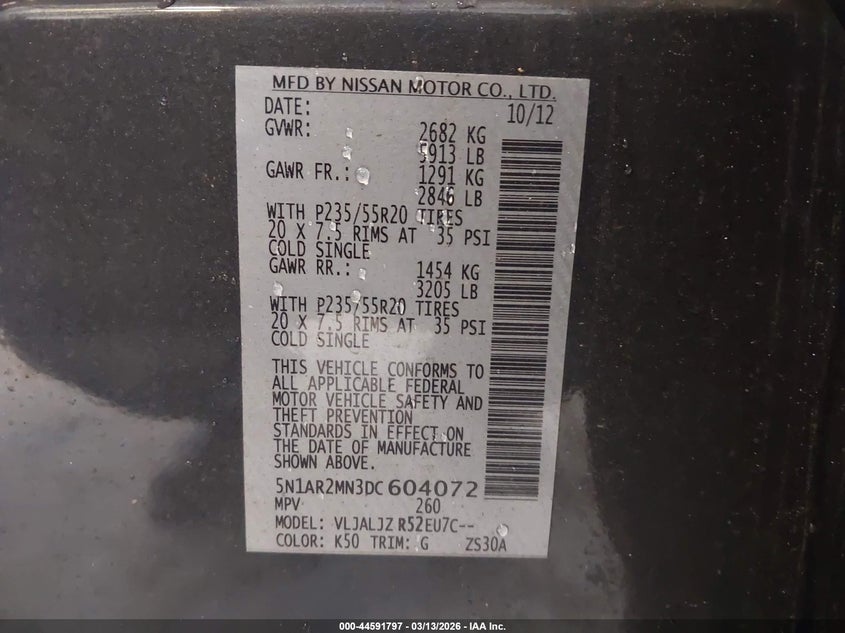 MFD BY NISSAN MOTOR CO., LTD.
DATE: 10/12
GVWR: 2682 KG
5913 LB
GAWR FR.: 1291 KG
2846 LB
WITH P235/55R20 TIRES
20 X 7.5 RIMS AT 35 PSI
COLD SINGLE
GAWR RR.: 1454 KG
3205 LB
WITH P235/55R20 TIRES
20 X 7.5 RIMS AT 35 PSI
COLD SINGLE
THIS VEHICLE CONFORMS TO
ALL APPLICABLE FEDERAL
MOTOR VEHICLE SAFETY AND
THEFT PREVENTION
STANDARDS IN EFFECT ON
THE DATE OF MANUFACTURE
SHOWN ABOVE.
5N1AR2MN3DC604072
MPV 260
MODEL: VLJALJZ R52EU7C--
COLOR: K50 TRIM: G ZS30A
000-44591797 - 03/13/2026 - IAA Inc.